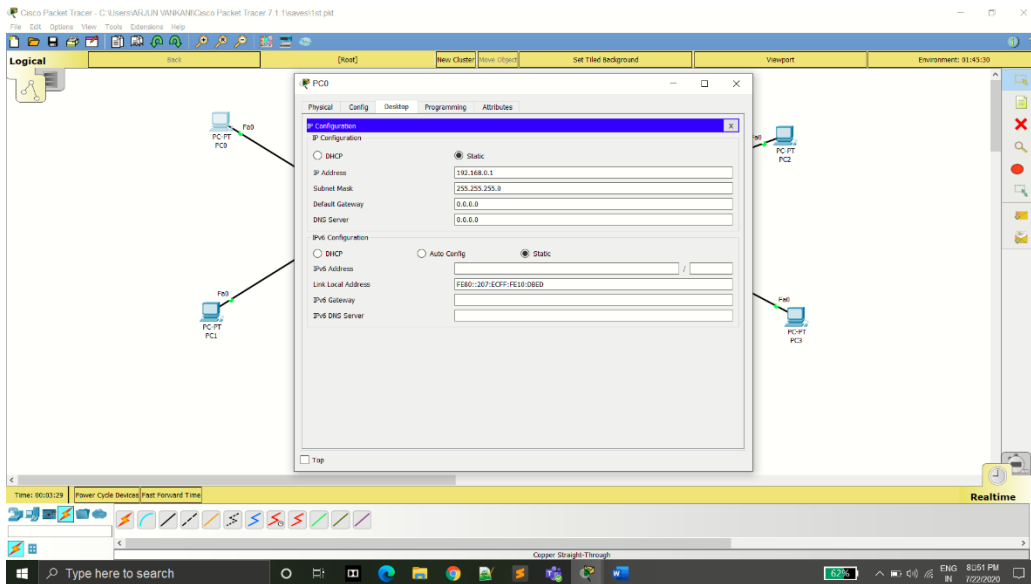 Cisco Packet Tracer - C:\Users\ARJUN VANKANI\Cisco Packet Tracer 7.1.1\saves\1st.pkt
File Edit Options View Tools Extensions Help
Logical Back [Root] New Cluster Move Object Set Tiled Background Viewport Environment: 01:45:30
PC0
Physical Config Desktop Programming Attributes
IP Configuration X
IP Configuration
DHCP Static
IP Address 192.168.0.1
Subnet Mask 255.255.255.0
Default Gateway 0.0.0.0
DNS Server 0.0.0.0
IPv6 Configuration
DHCP Auto Config Static
IPv6 Address /
Link Local Address FE80::207:ECFF:FE10:DBED
IPv6 Gateway
IPv6 DNS Server
Top
Fa0
PC-PT
PC0
Fa0
PC-PT
PC1
Fa0
PC-PT
PC2
Fa0
PC-PT
PC3
Time: 00:03:29 Power Cycle Devices Fast Forward Time Realtime
Copper Straight-Through
Type here to search
62% ENG 8:51 PM
IN 7/22/2020